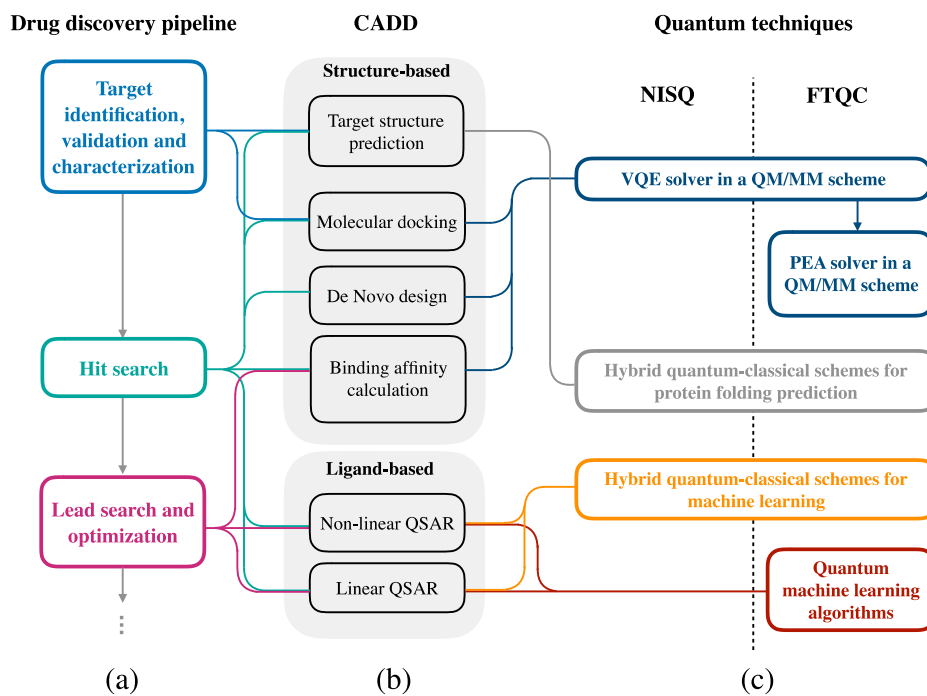 Drug discovery pipeline
CADD
Quantum techniques
Target
identification,
validation and
characterization
Hit search
Lead search and
optimization
...
Structure-based
Target structure
prediction
Molecular docking
De Novo design
Binding affinity
calculation
Ligand-based
Non-linear QSAR
Linear QSAR
NISQ
FTQC
VQE solver in a QM/MM scheme
PEA solver in a
QM/MM scheme
Hybrid quantum-classical schemes for
protein folding prediction
Hybrid quantum-classical schemes for
machine learning
Quantum
machine learning
algorithms
(a)
(b)
(c)